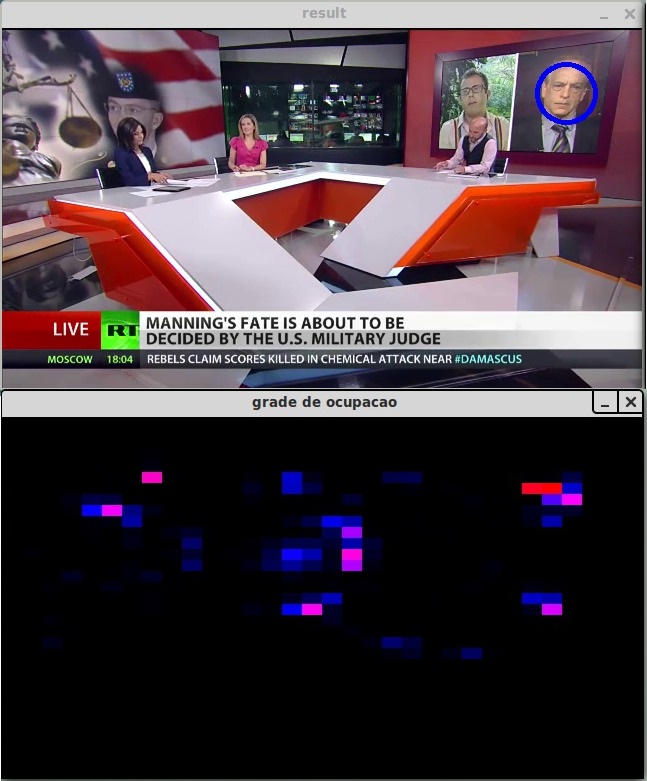 result
LIVE
RT
MANNING'S FATE IS ABOUT TO BE
DECIDED BY THE U.S. MILITARY JUDGE
MOSCOW 18:04 REBELS CLAIM SCORES KILLED IN CHEMICAL ATTACK NEAR #DAMASCUS
grade de ocupacao